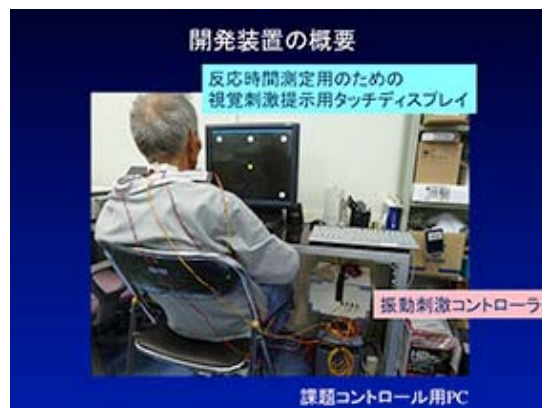 開発装置の概要
反応時間測定用のための
視覚刺激提示用タッチディスプレイ
振動刺激コントローラ
課題コントロール用PC